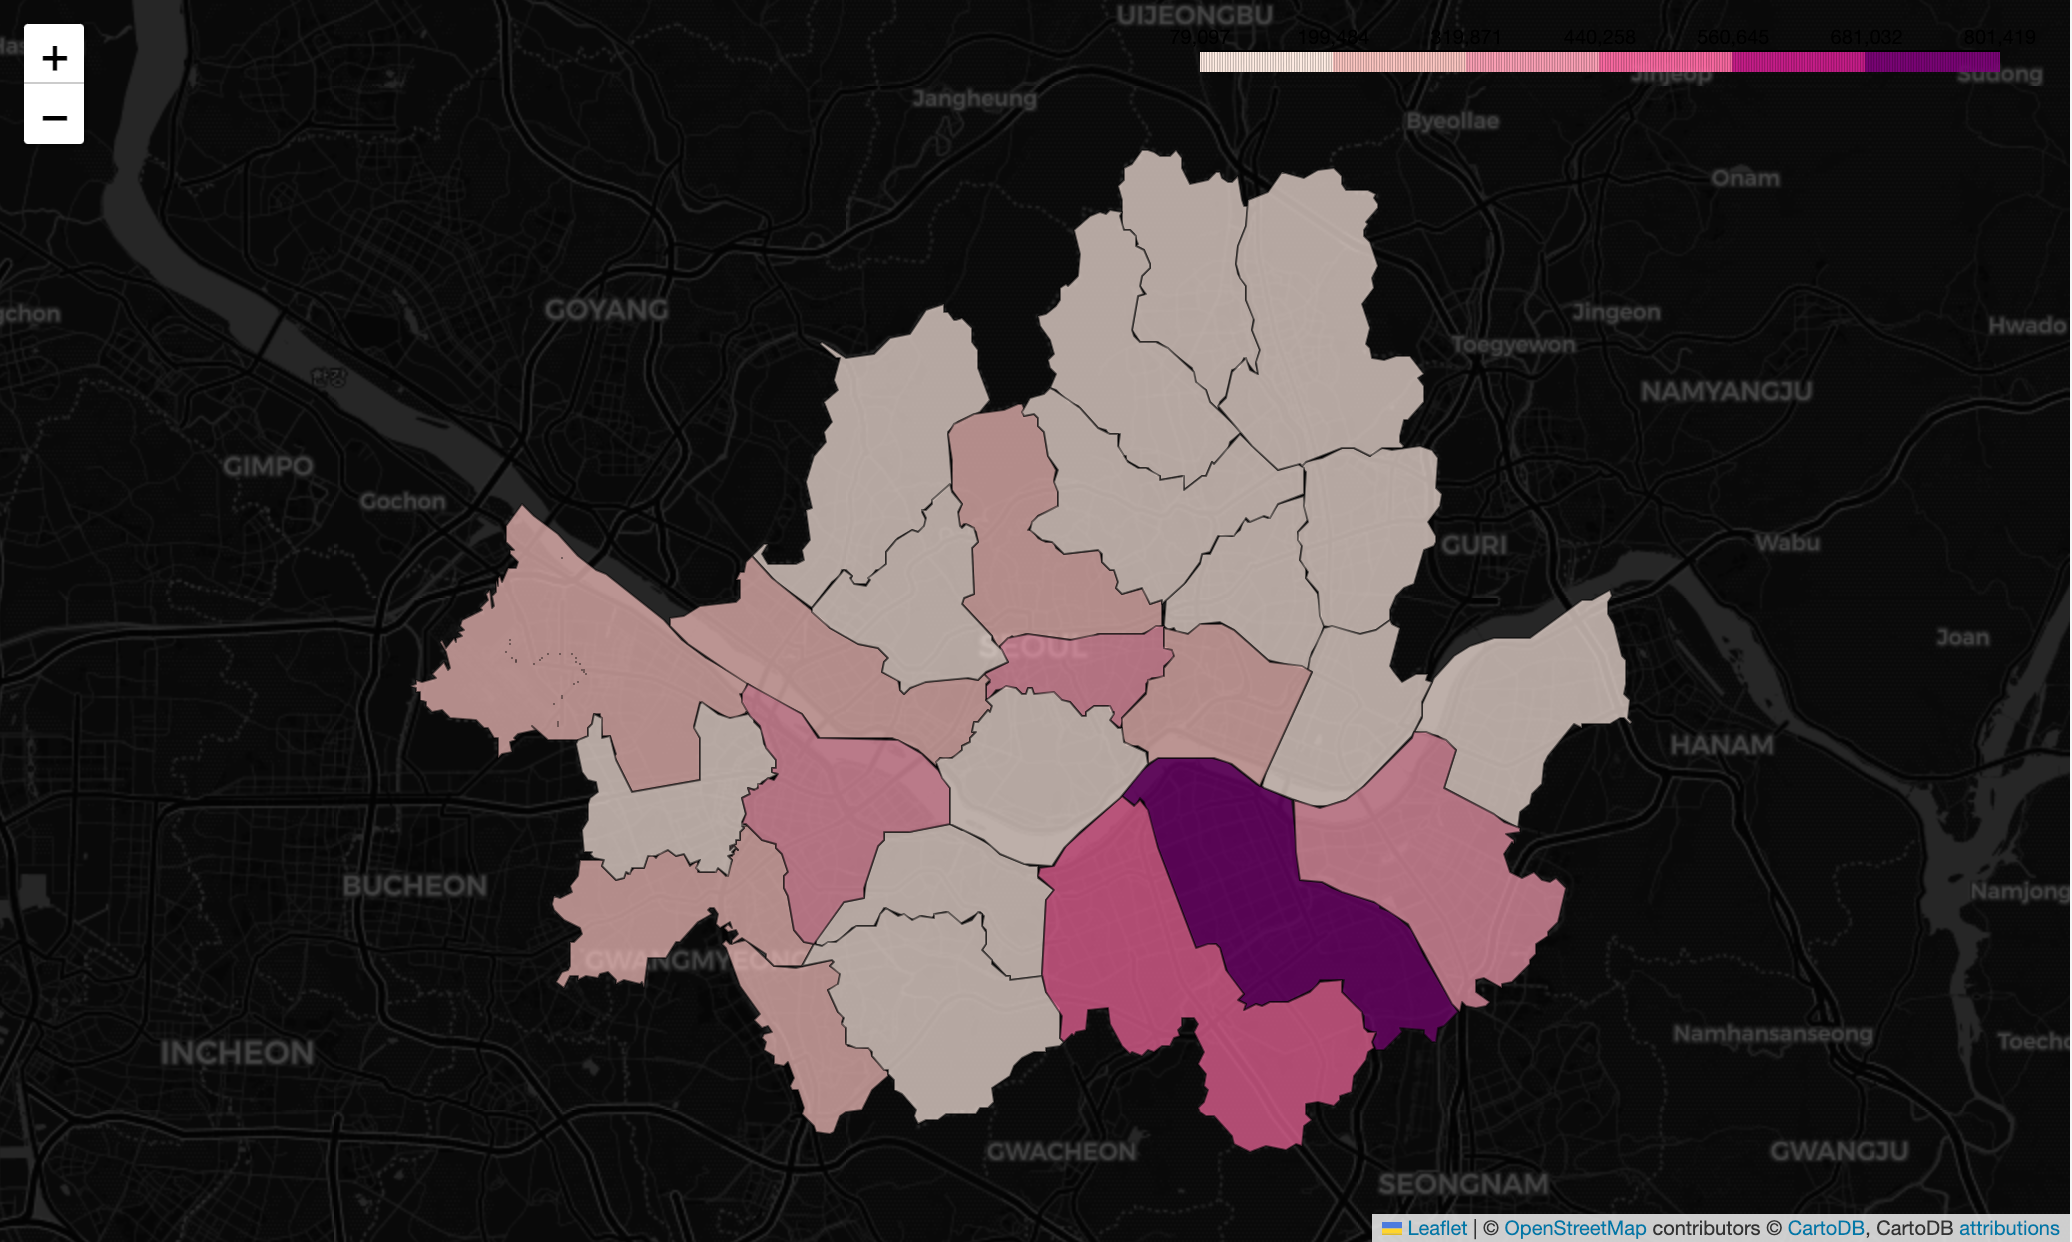 +
−
UIJEONGBU
79,097 199,484 319,871 440,258 560,645 681,032 801,419
Jinjeop
Sudong
Jangheung
Byeollae
Onam
GOYANG
Jingeon
Hwado
Toegyewon
한강
NAMYANGJU
GIMPO
Gochon
GURI
Wabu
Joan
SEOUL
HANAM
BUCHEON
Namjong
GWANGMYEONG
INCHEON
Namhansanseong
Toecho
GWACHEON
GWANGJU
SEONGNAM
Leaflet | © OpenStreetMap contributors © CartoDB, CartoDB attributions